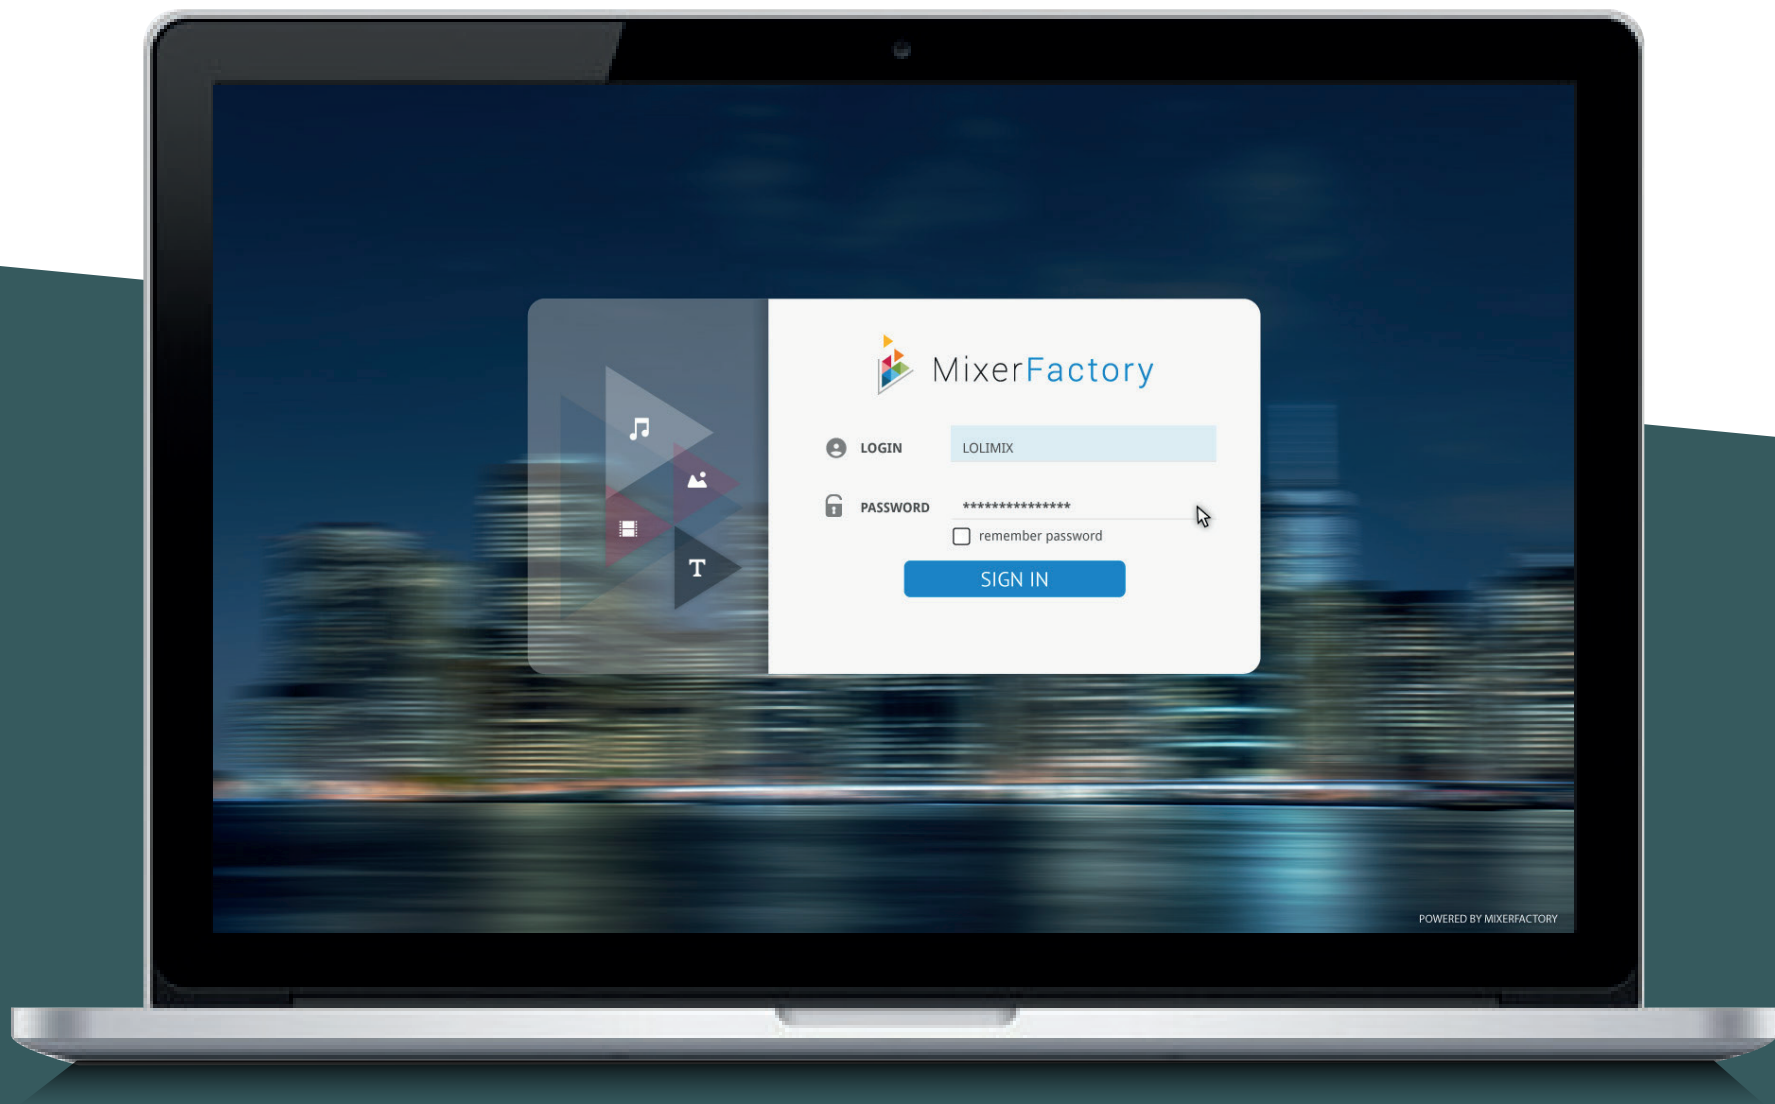 MixerFactory
LOGIN
LOLIMIX
PASSWORD
***************
remember password
SIGN IN
T
POWERED BY MIXERFACTORY